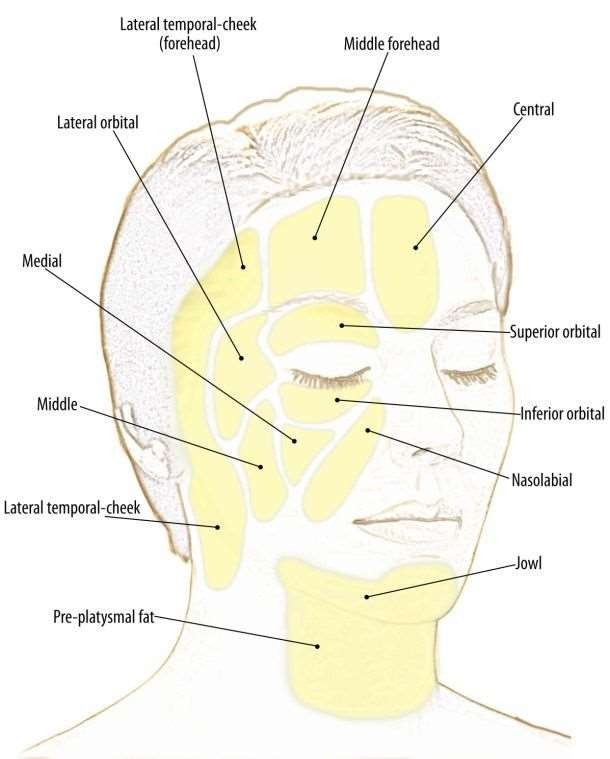 Lateral temporal-cheek
(forehead)
Middle forehead
Central
Lateral orbital
Medial
Superior orbital
Middle
Inferior orbital
Nasolabial
Lateral temporal-cheek
Jowl
Pre-platysmal fat